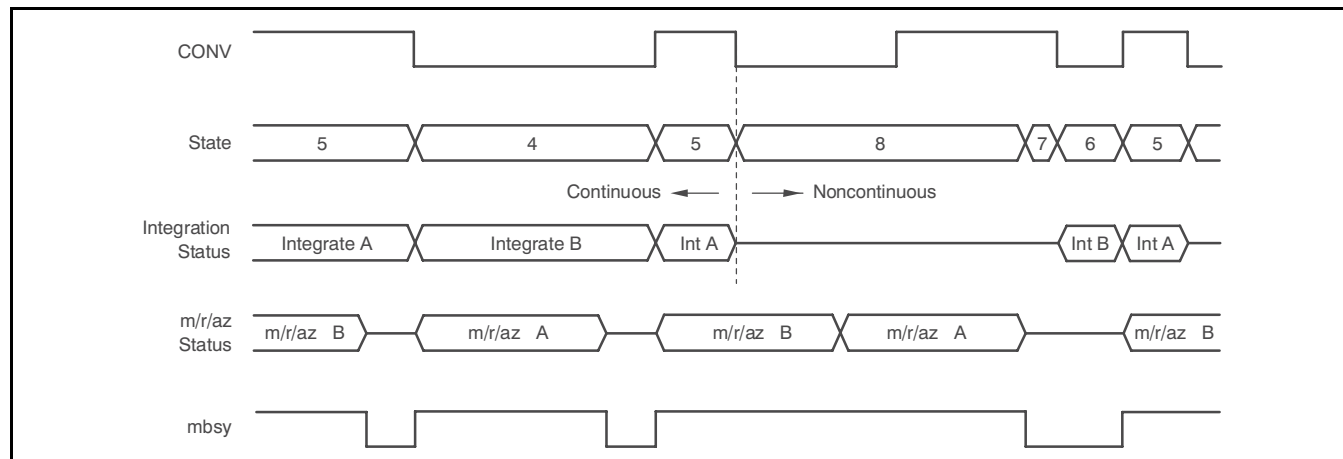 CONV
State
5 4 5 8 7 6 5
Continuous Noncontinuous
Integration
Status
Integrate A Integrate B Int A Int B Int A
m/r/az
Status
m/r/az B m/r/az A m/r/az B m/r/az A m/r/az B
mbsy